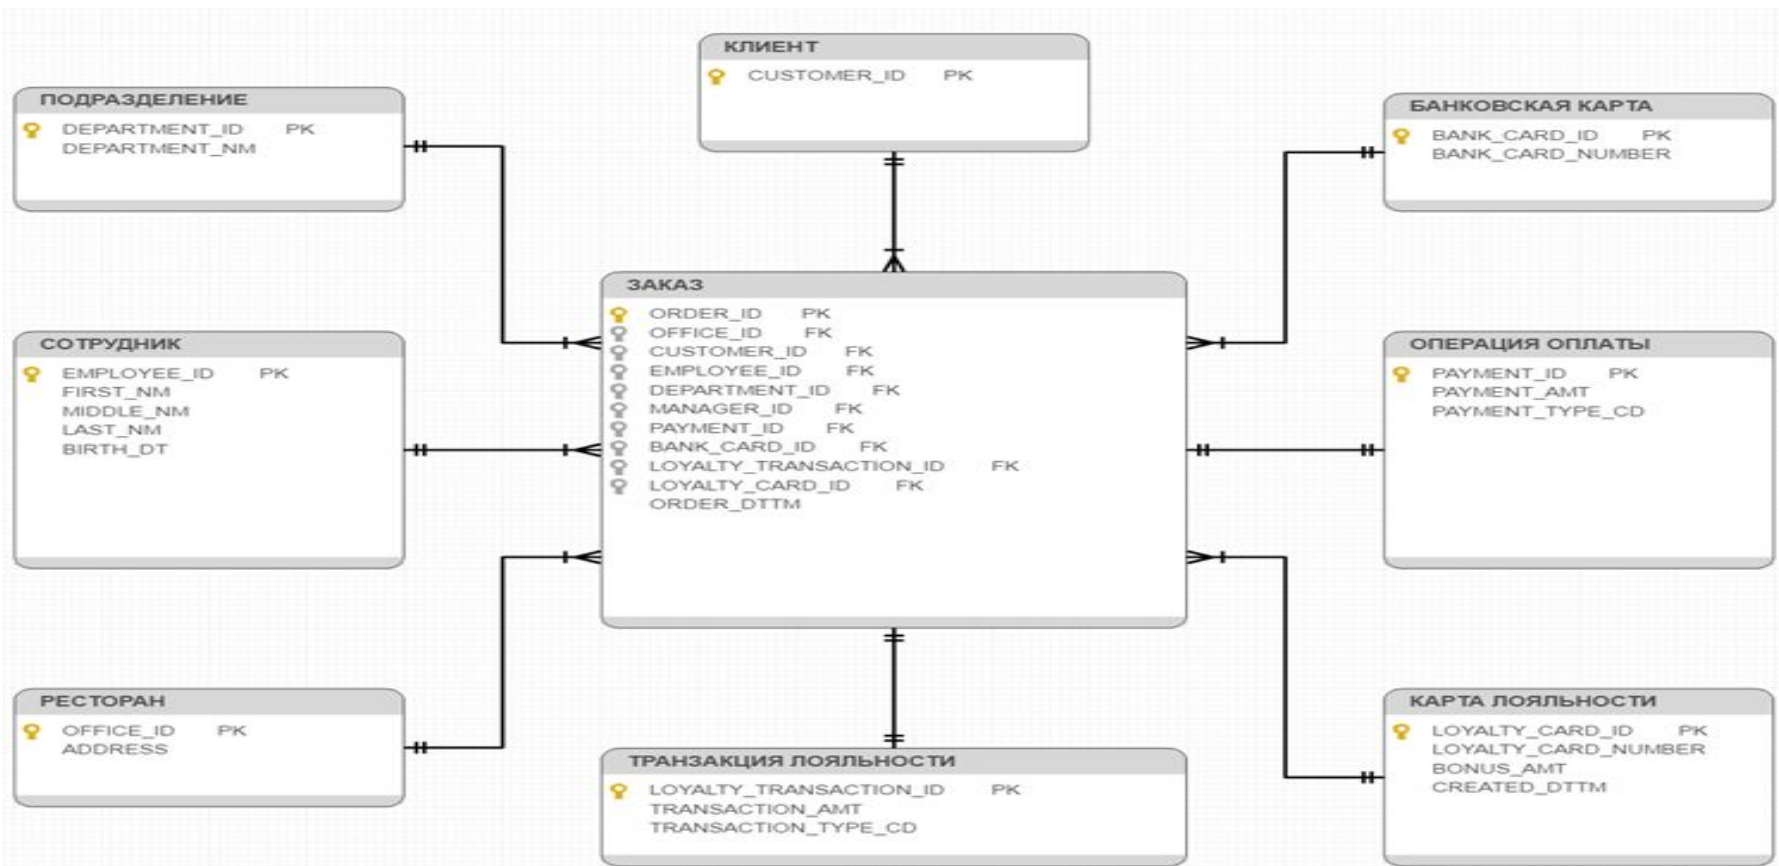 КЛИЕНТ
CUSTOMER_ID PK
ПОДРАЗДЕЛЕНИЕ
DEPARTMENT_ID PK
DEPARTMENT_NM
БАНКОВСКАЯ КАРТА
BANK_CARD_ID PK
BANK_CARD_NUMBER
ЗАКАЗ
ORDER_ID PK
OFFICE_ID FK
CUSTOMER_ID FK
EMPLOYEE_ID FK
DEPARTMENT_ID FK
MANAGER_ID FK
PAYMENT_ID FK
BANK_CARD_ID FK
LOYALTY_TRANSACTION_ID FK
LOYALTY_CARD_ID FK
ORDER_DTTM
СОТРУДНИК
EMPLOYEE_ID PK
FIRST_NM
MIDDLE_NM
LAST_NM
BIRTH_DT
ОПЕРАЦИЯ ОПЛАТЫ
PAYMENT_ID PK
PAYMENT_AMT
PAYMENT_TYPE_CD
РЕСТОРАН
OFFICE_ID PK
ADDRESS
ТРАНЗАКЦИЯ ЛОЯЛЬНОСТИ
LOYALTY_TRANSACTION_ID PK
TRANSACTION_AMT
TRANSACTION_TYPE_CD
КАРТА ЛОЯЛЬНОСТИ
LOYALTY_CARD_ID PK
LOYALTY_CARD_NUMBER
BONUS_AMT
CREATED_DTTM